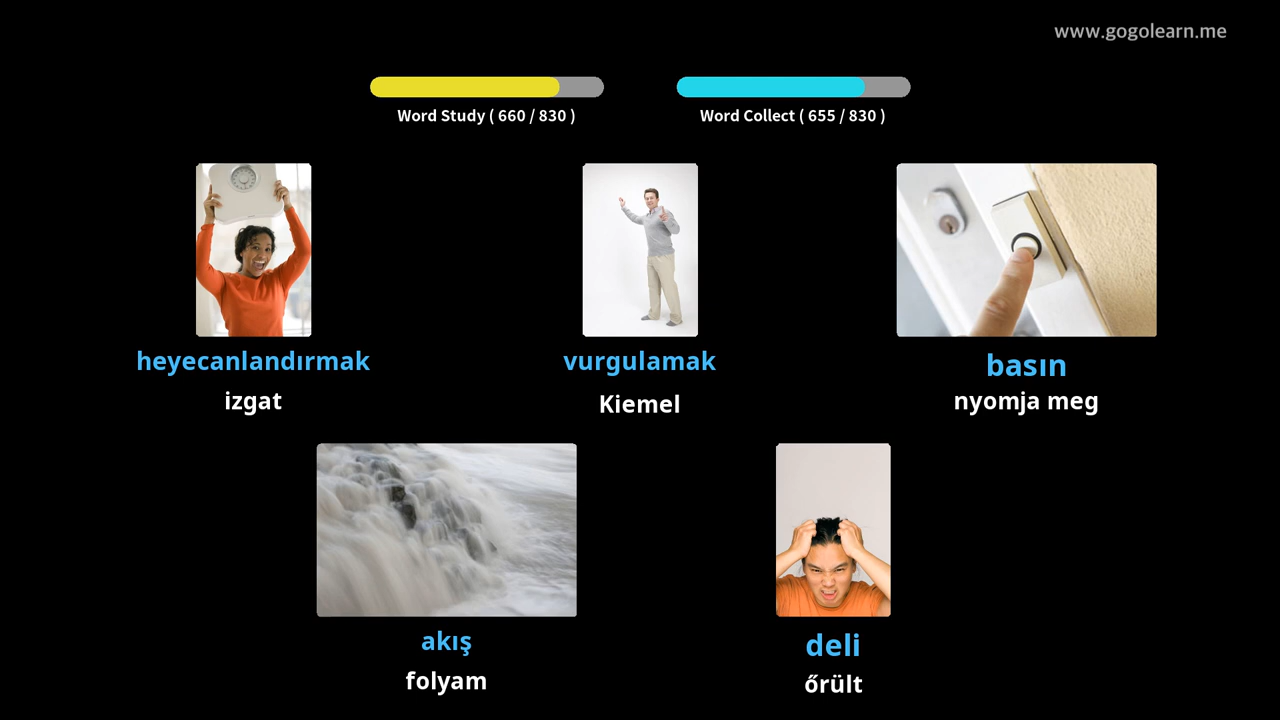 www.gogolearn.me
Word Study ( 660 / 830 )
Word Collect ( 655 / 830 )
heyecanlandırmak
izgat
vurgulamak
Kiemel
basın
nyomja meg
akış
folyam
deli
őrült